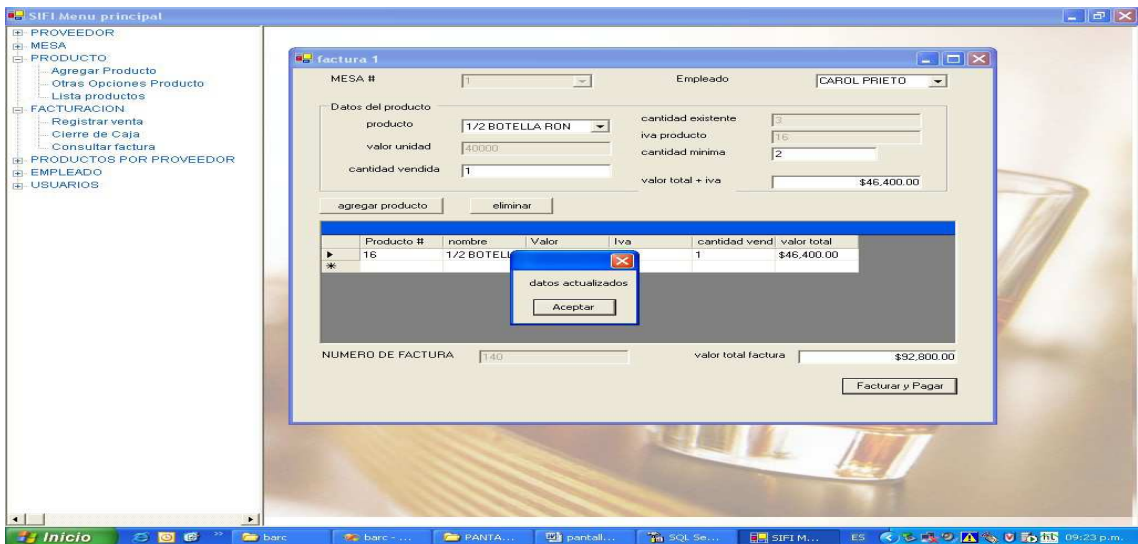 SIFI Menu principal
PROVEEDOR
MESA
PRODUCTO
Agregar Producto
Otras Opciones Producto
Lista productos
FACTURACION
Registrar venta
Cierre de Caja
Consultar factura
PRODUCTOS POR PROVEEDOR
EMPLEADO
USUARIOS
factura 1
MESA # 1 Empleado CAROL PRIETO
Datos del producto
producto 1/2 BOTELLA RON
valor unidad 40000
cantidad vendida 1
cantidad existente 3
iva producto 16
cantidad minima 2
valor total + iva $46,400.00
agregar producto eliminar
Producto # nombre Valor Iva cantidad vend valor total
16 1/2 BOTELL 1 $46,400.00
datos actualizados
Aceptar
NUMERO DE FACTURA 140 valor total factura $92,800.00
Facturar y Pagar
Inicio barc barc - ... PANTA... pantall... SQL Se... SIFI M... ES 09:23 p.m.